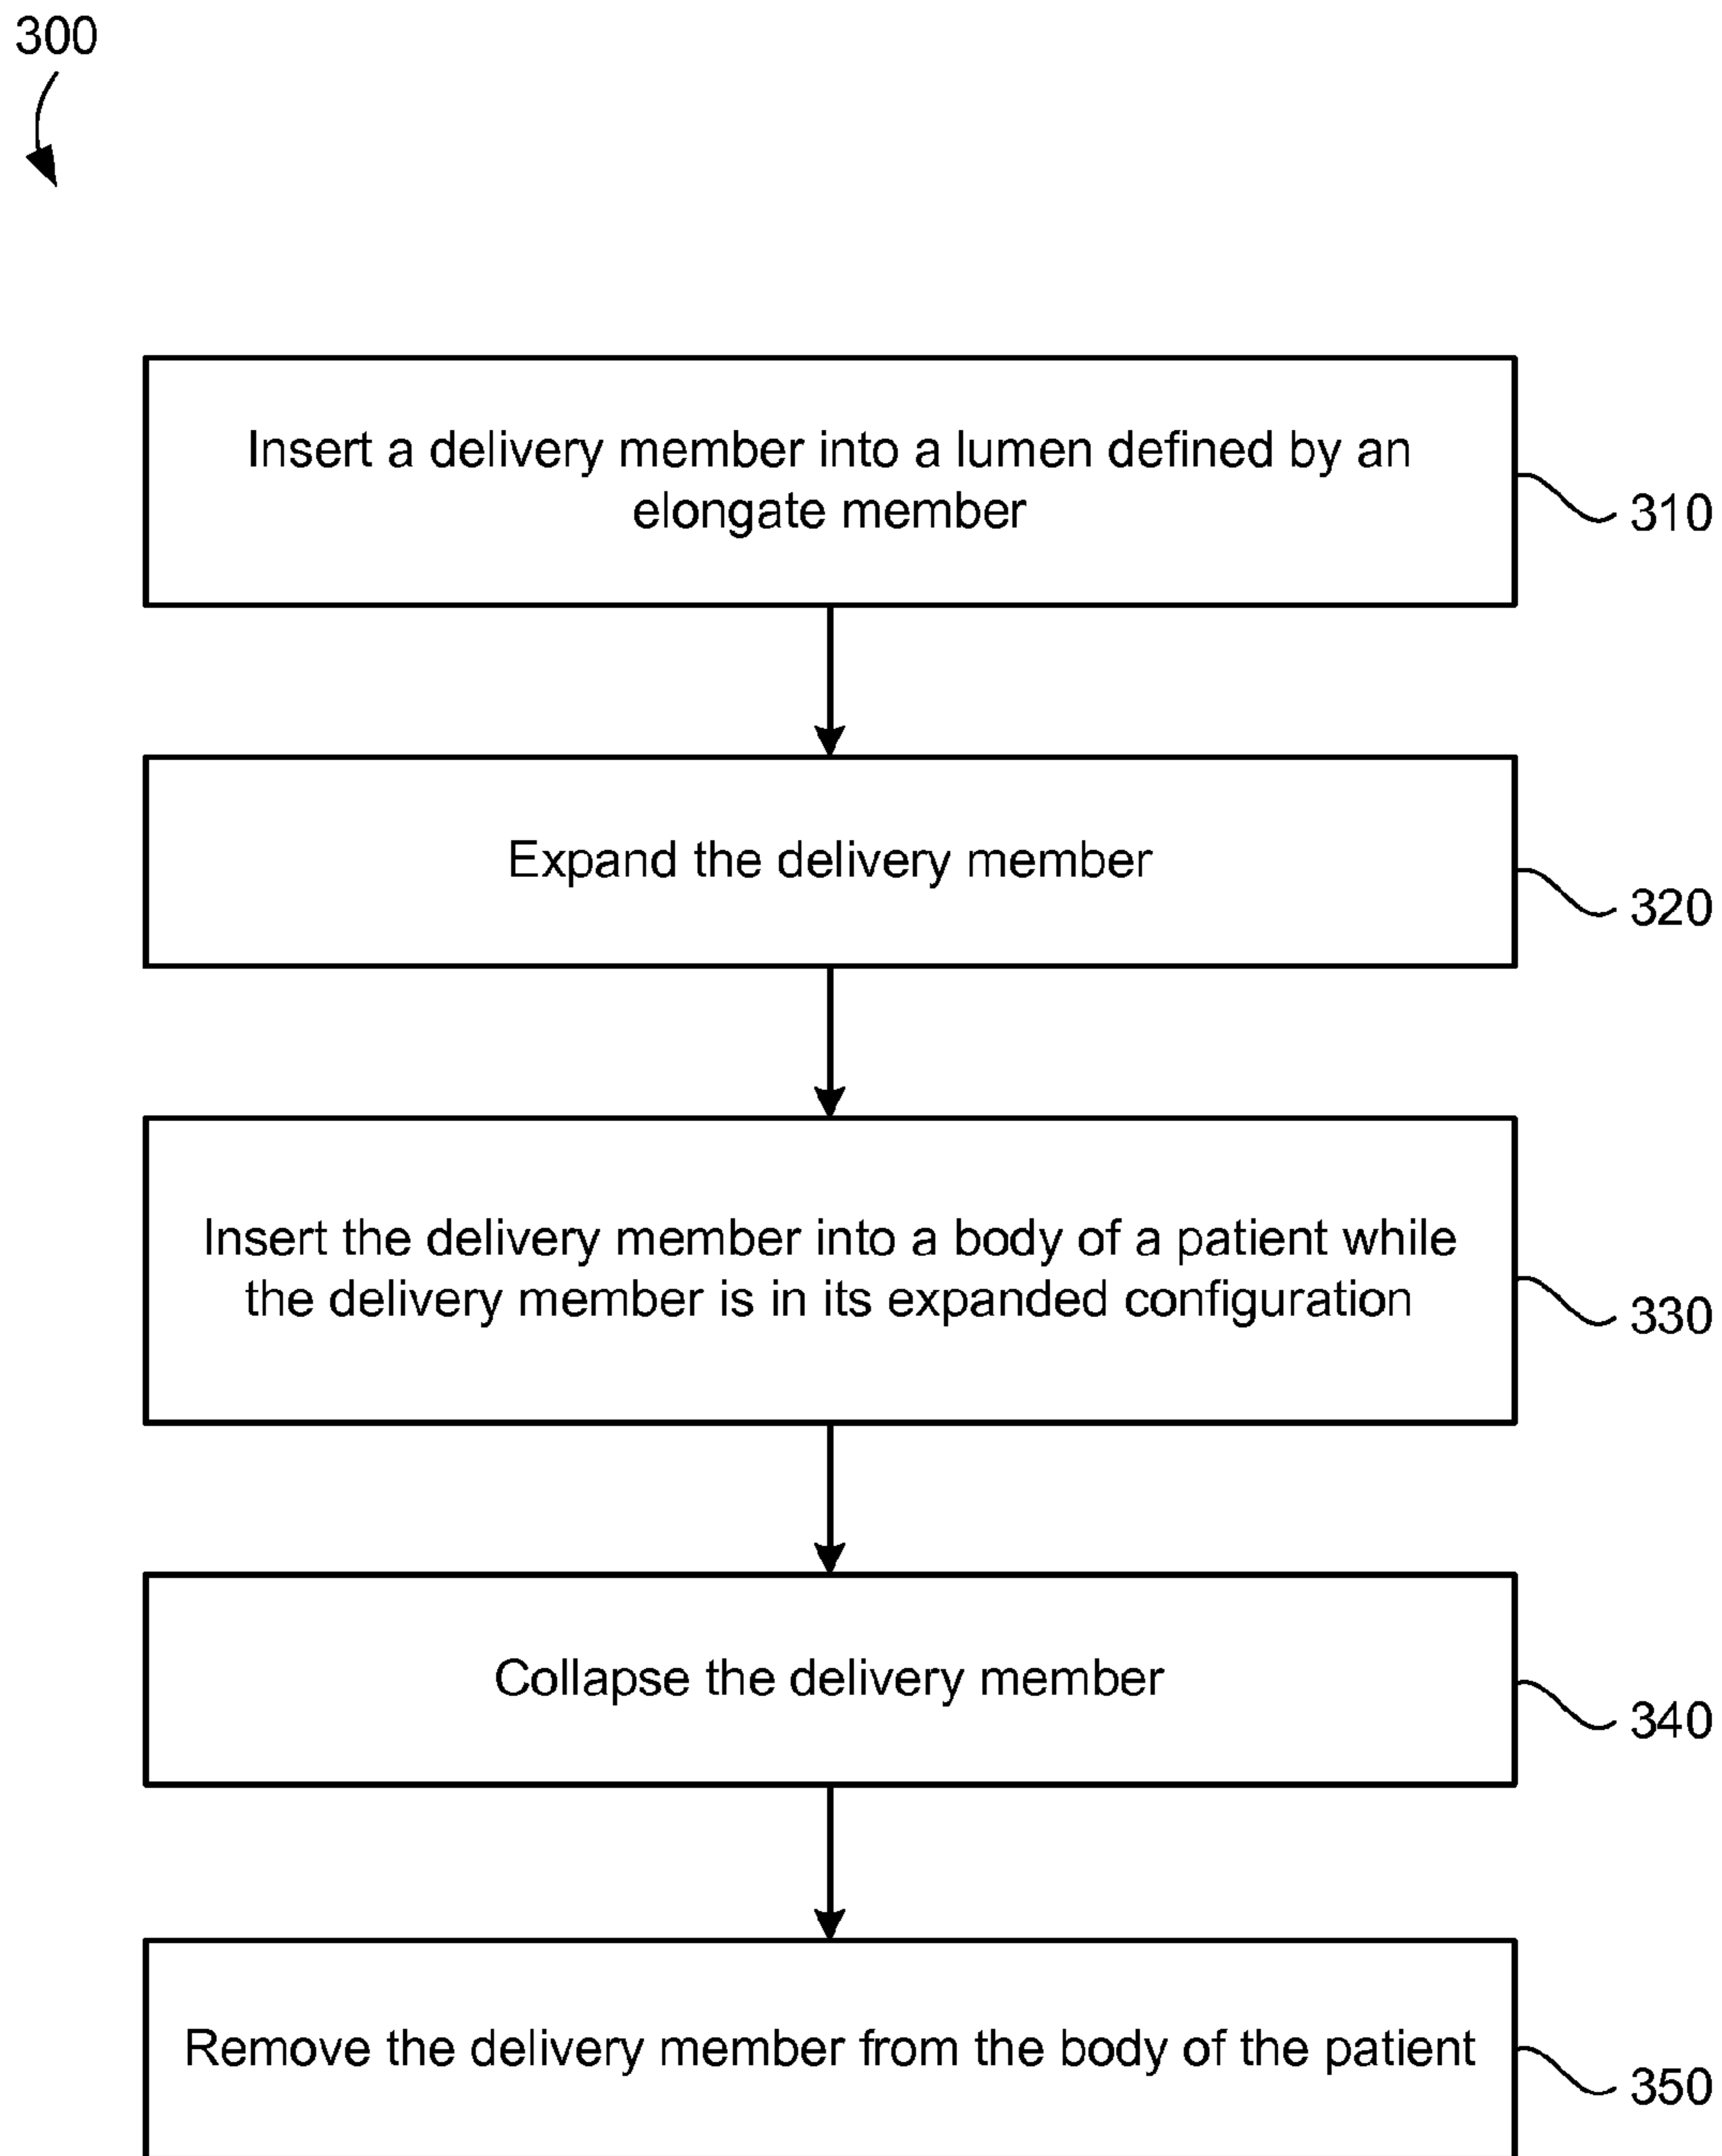 300
Insert a delivery member into a lumen defined by an
elongate member
310
Expand the delivery member
320
Insert the delivery member into a body of a patient while
the delivery member is in its expanded configuration
330
Collapse the delivery member
340
Remove the delivery member from the body of the patient
350